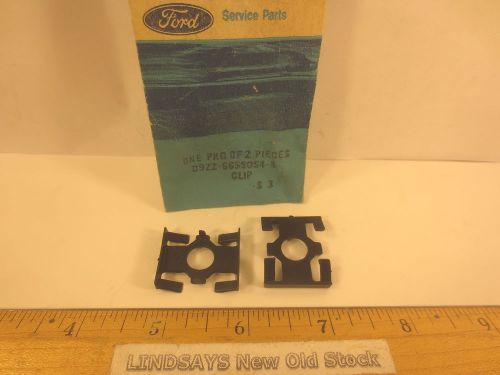 Ford
Service Parts
ONE PKG OF 2 PIECES
D9ZZ-6655054-A
CLIP
-S 3
4 5 6 7 8 9
LINDSAYS New Old Stock